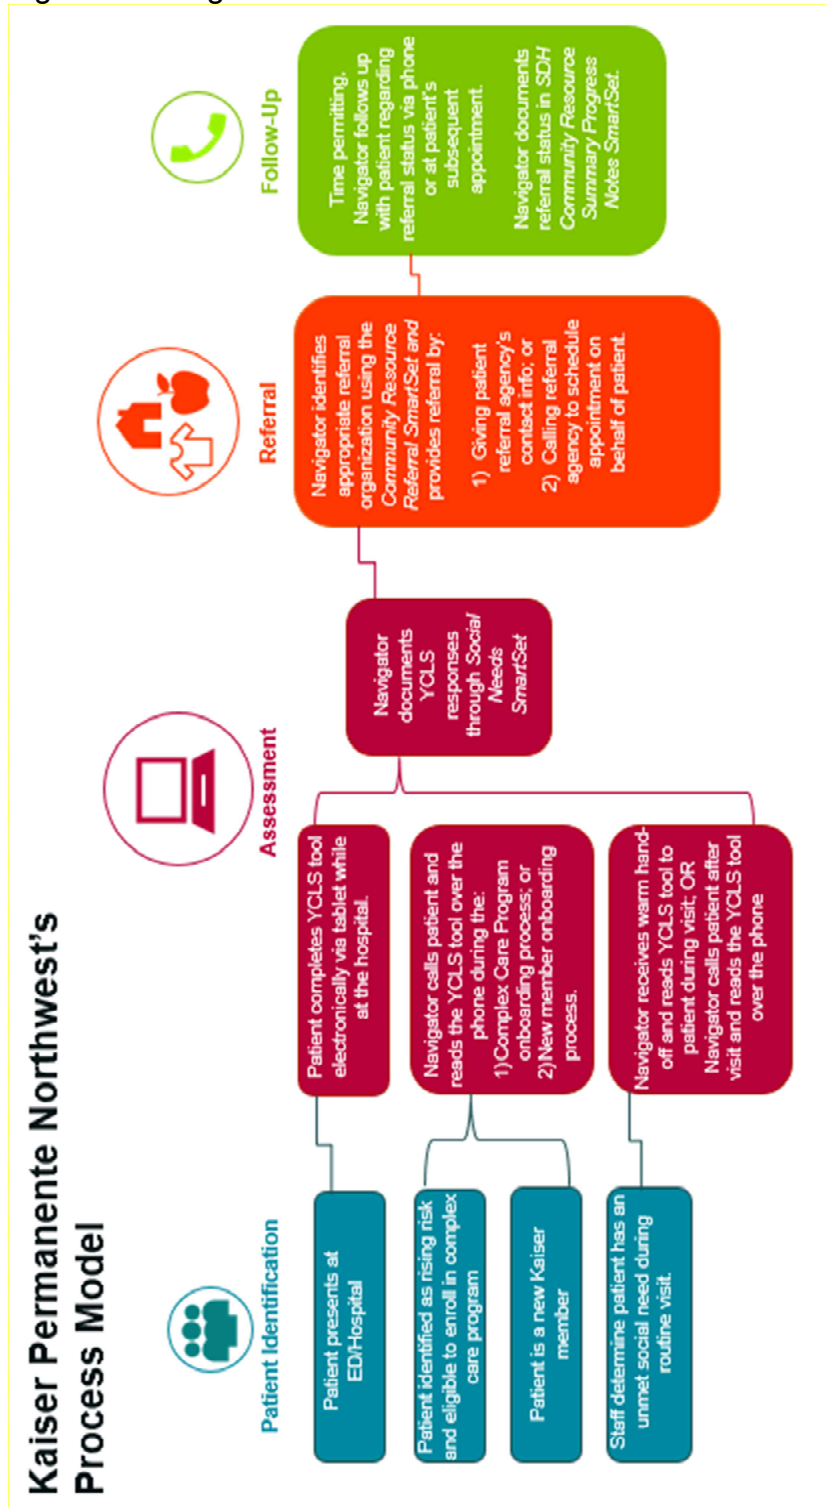 Kaiser Permanente Northwest's
Process Model
Patient Identification
Patient presents at
ED/Hospital
Patient identified as rising risk
and eligible to enroll in complex
care program
Patient is a new Kaiser
member
Staff determine patient has an
unmet social need during
routine visit.
Assessment
Patient completes YCLS tool
electronically via tablet while
at the hospital.
Navigator calls patient and
reads the YCLS tool over the
phone during the:
1)Complex Care Program
onboarding process; or
2)New member onboarding
process.
Navigator receives warm hand-
off and reads YCLS tool to
patient during visit; OR
Navigator calls patient after
visit and reads the YCLS tool
over the phone
Navigator
documents
YCLS
responses
through Social
Needs
SmartSet
Referral
Navigator identifies
appropriate referral
organization using the
Community Resource
Referral SmartSet and
provides referral by:
1) Giving patient
referral agency's
contact info; or
2) Calling referral
agency to schedule
appointment on
behalf of patient.
Follow-Up
Time permitting,
Navigator follows up
with patient regarding
referral status via phone
or at patient's
subsequent
appointment.
Navigator documents
referral status in SDH
Community Resource
Summary Progress
Notes SmartSet.